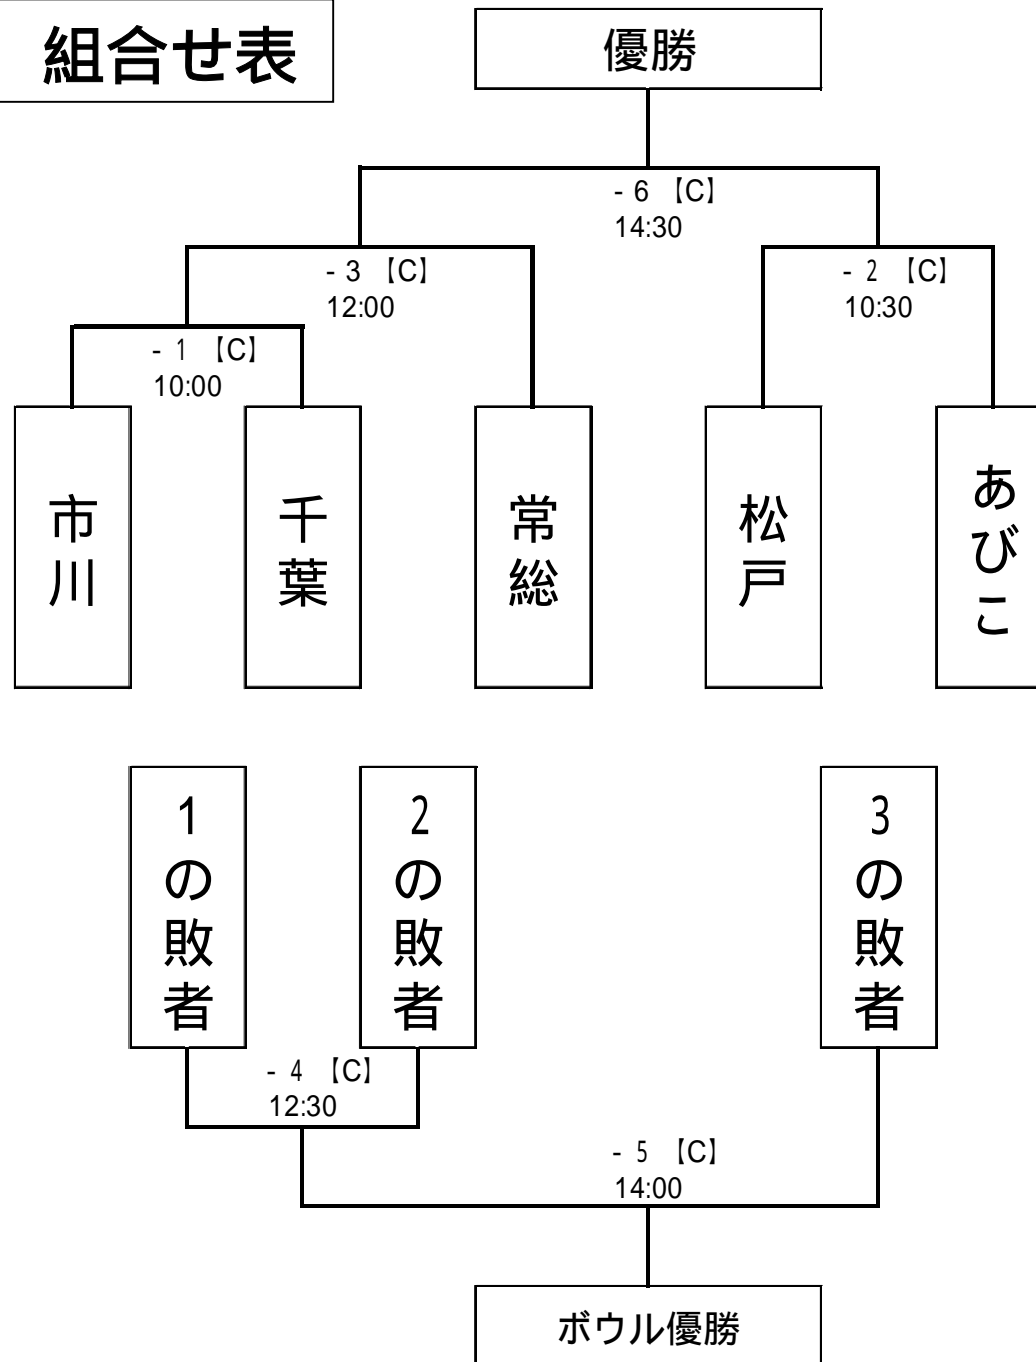 組合せ表
優勝
- 6 【C】
14:30
- 3 【C】
12:00
- 2 【C】
10:30
- 1 【C】
10:00
市川
千葉
常総
松戸
あびこ
1の敗者
2の敗者
3の敗者
- 4 【C】
12:30
- 5 【C】
14:00
ボウル優勝